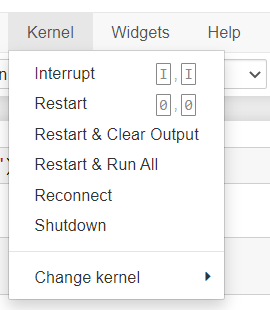 Kernel Widgets Help
Interrupt I,I
Restart 0,0
Restart & Clear Output
Restart & Run All
Reconnect
Shutdown
Change kernel